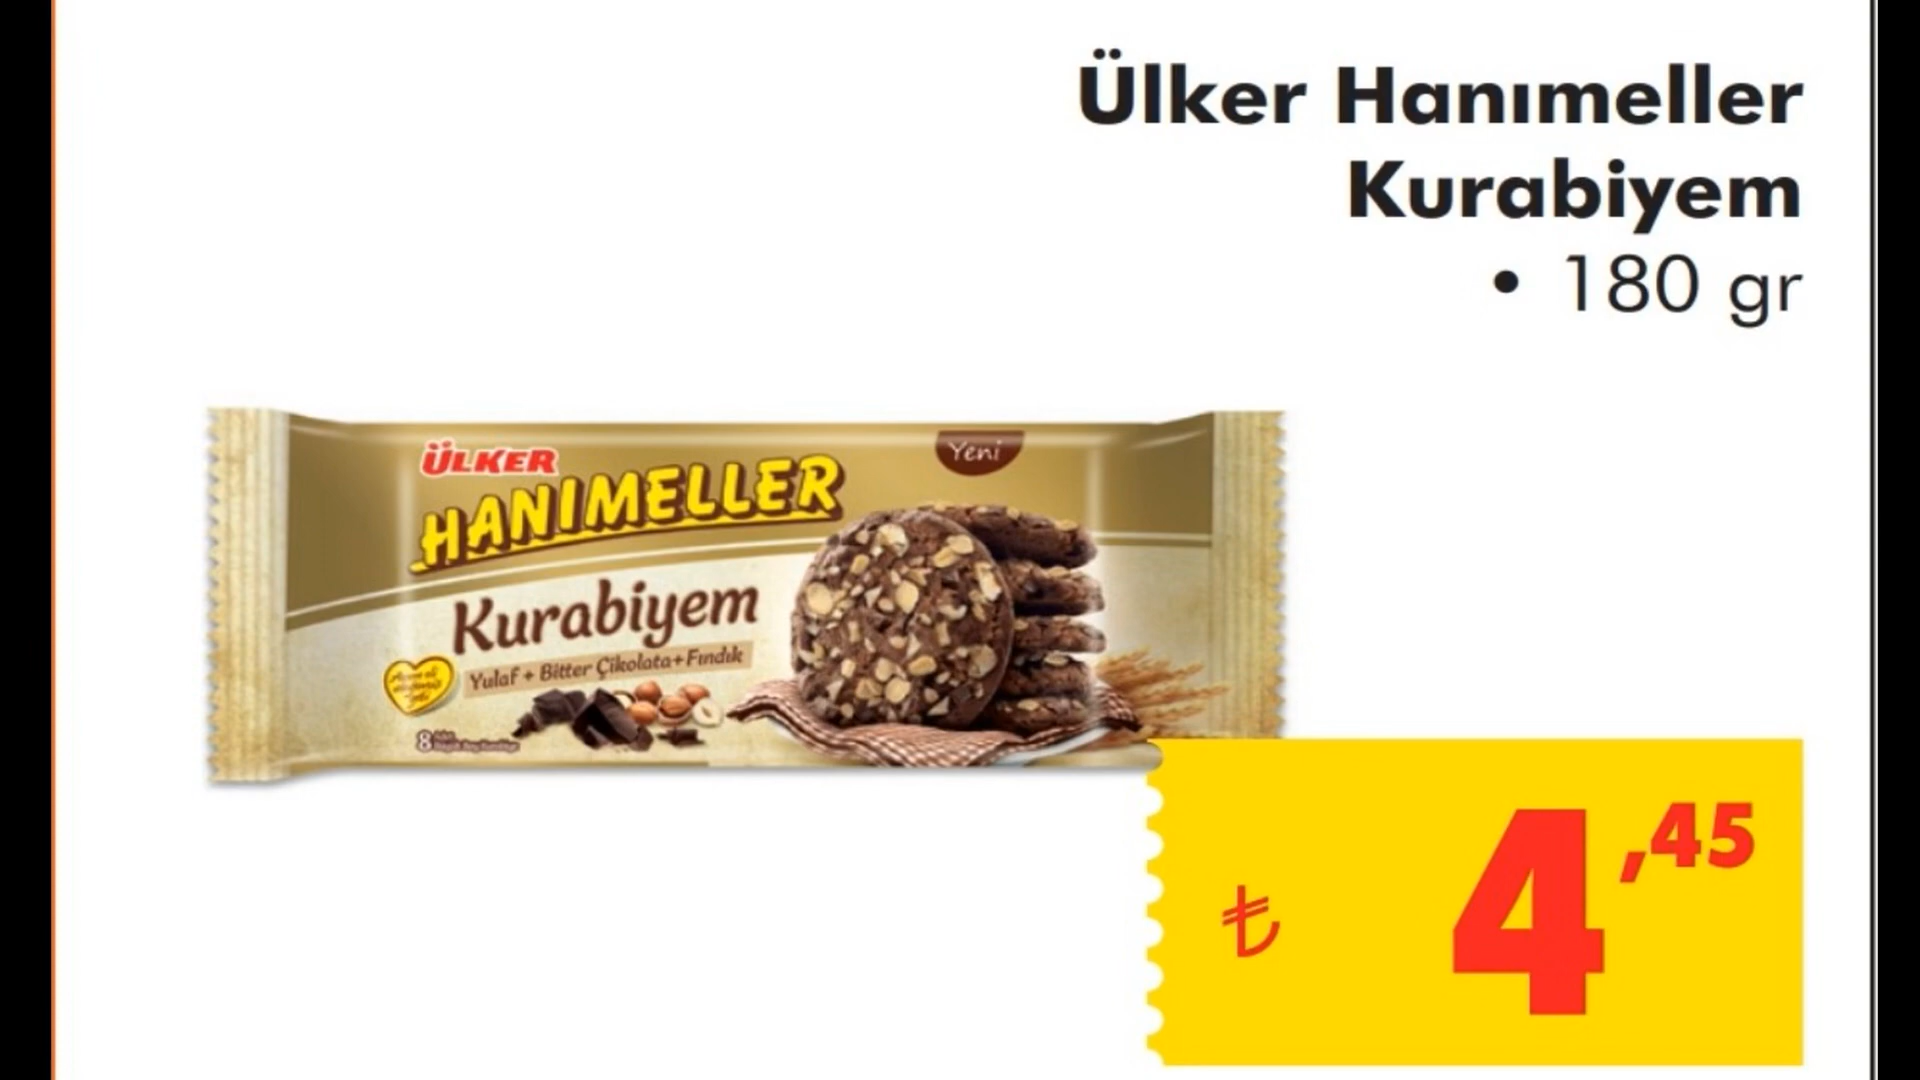 Ülker Hanımeller
Kurabiyem
• 180 gr
ÜLKER
HANIMELLER
Yeni
Kurabiyem
Yulaf + Bitter Çikolata + Fındık
8
₺ 4,45